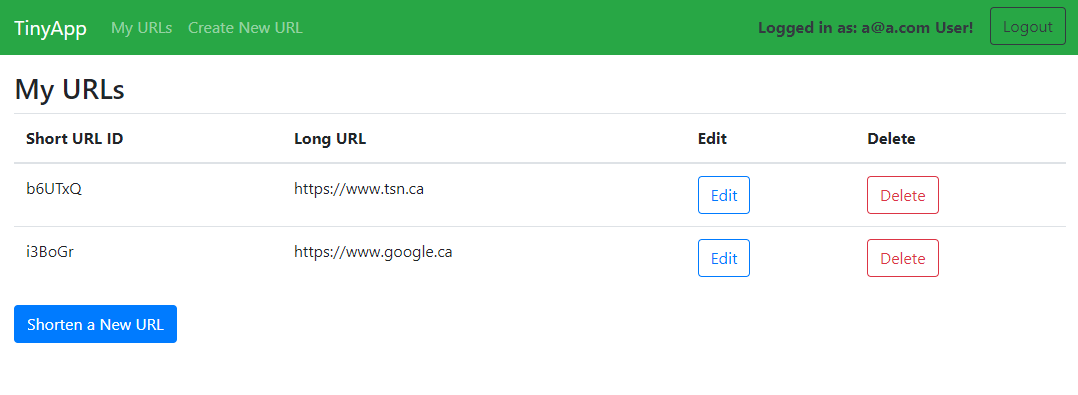 TinyApp My URLs Create New URL Logged in as: a@a.com User! Logout
My URLs
Short URL ID Long URL Edit Delete
b6UTxQ https://www.tsn.ca Edit Delete
i3BoGr https://www.google.ca Edit Delete
Shorten a New URL